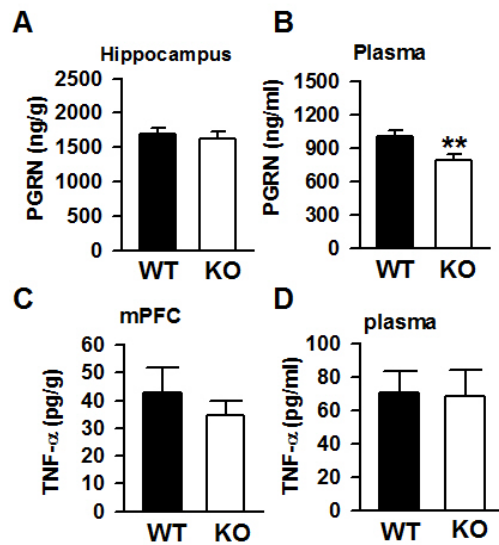 A
Hippocampus
PGRN (ng/g)
2500
2000
1500
1000
500
0
WT KO
B
Plasma
PGRN (ng/ml)
1500
1200
900
600
300
0
**
WT KO
C
mPFC
TNF-α (pg/g)
60
50
40
30
20
10
0
WT KO
D
plasma
TNF-α (pg/ml)
100
80
60
40
20
0
WT KO